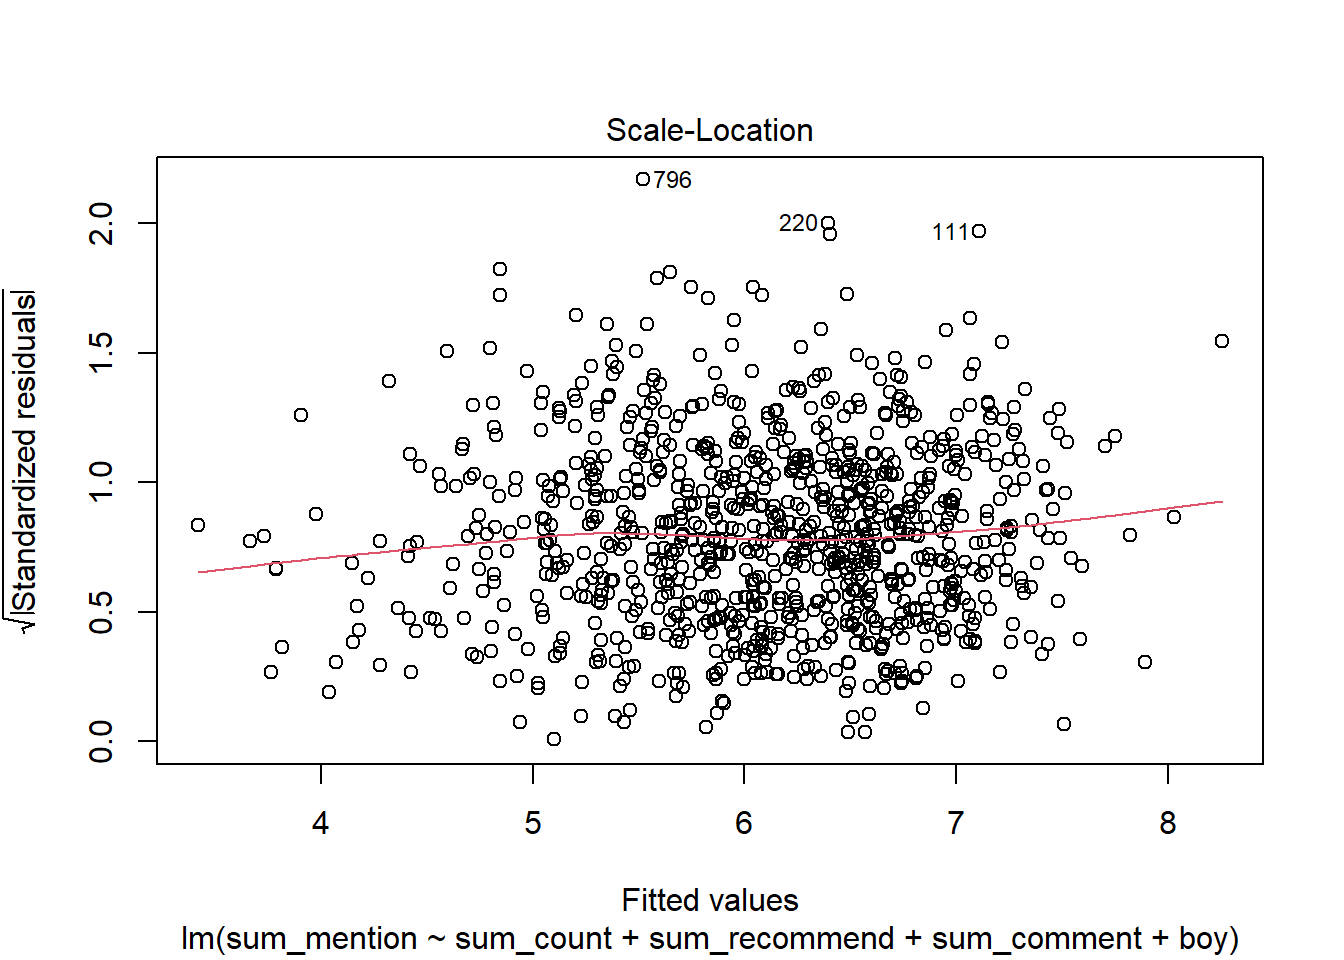 Scale-Location
796
220
111
√|Standardized residuals|
2.0
1.5
1.0
0.5
0.0
4 5 6 7 8
Fitted values
lm(sum_mention ~ sum_count + sum_recommend + sum_comment + boy)